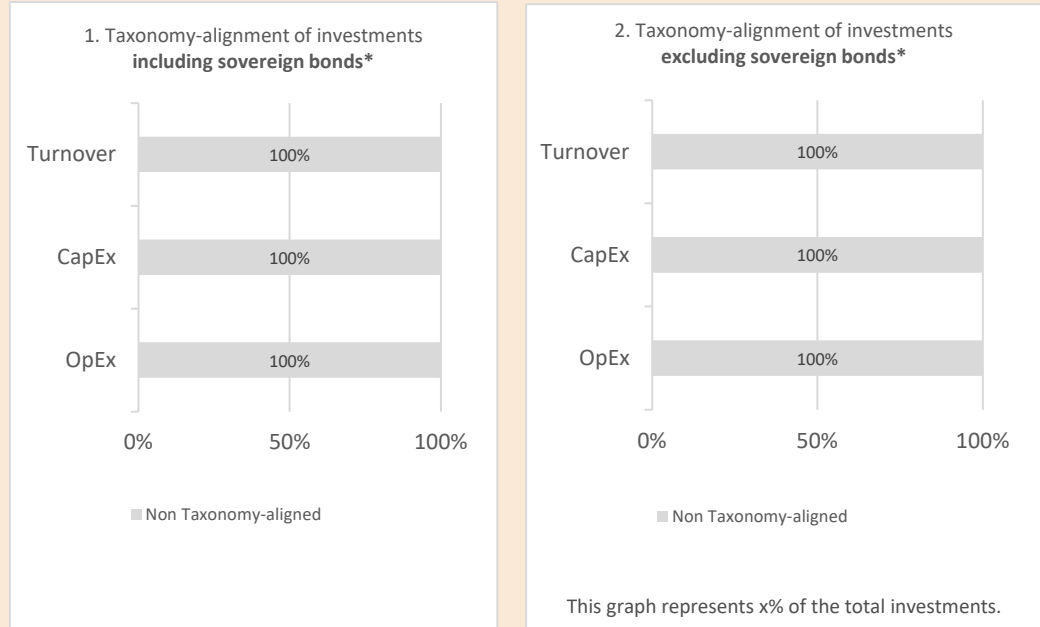 1. Taxonomy-alignment of investments
including sovereign bonds*
Turnover
100%
CapEx
100%
OpEx
100%
0%
50%
100%
Non Taxonomy-aligned
2. Taxonomy-alignment of investments
excluding sovereign bonds*
Turnover
100%
CapEx
100%
OpEx
100%
0%
50%
100%
Non Taxonomy-aligned
This graph represents x% of the total investments.